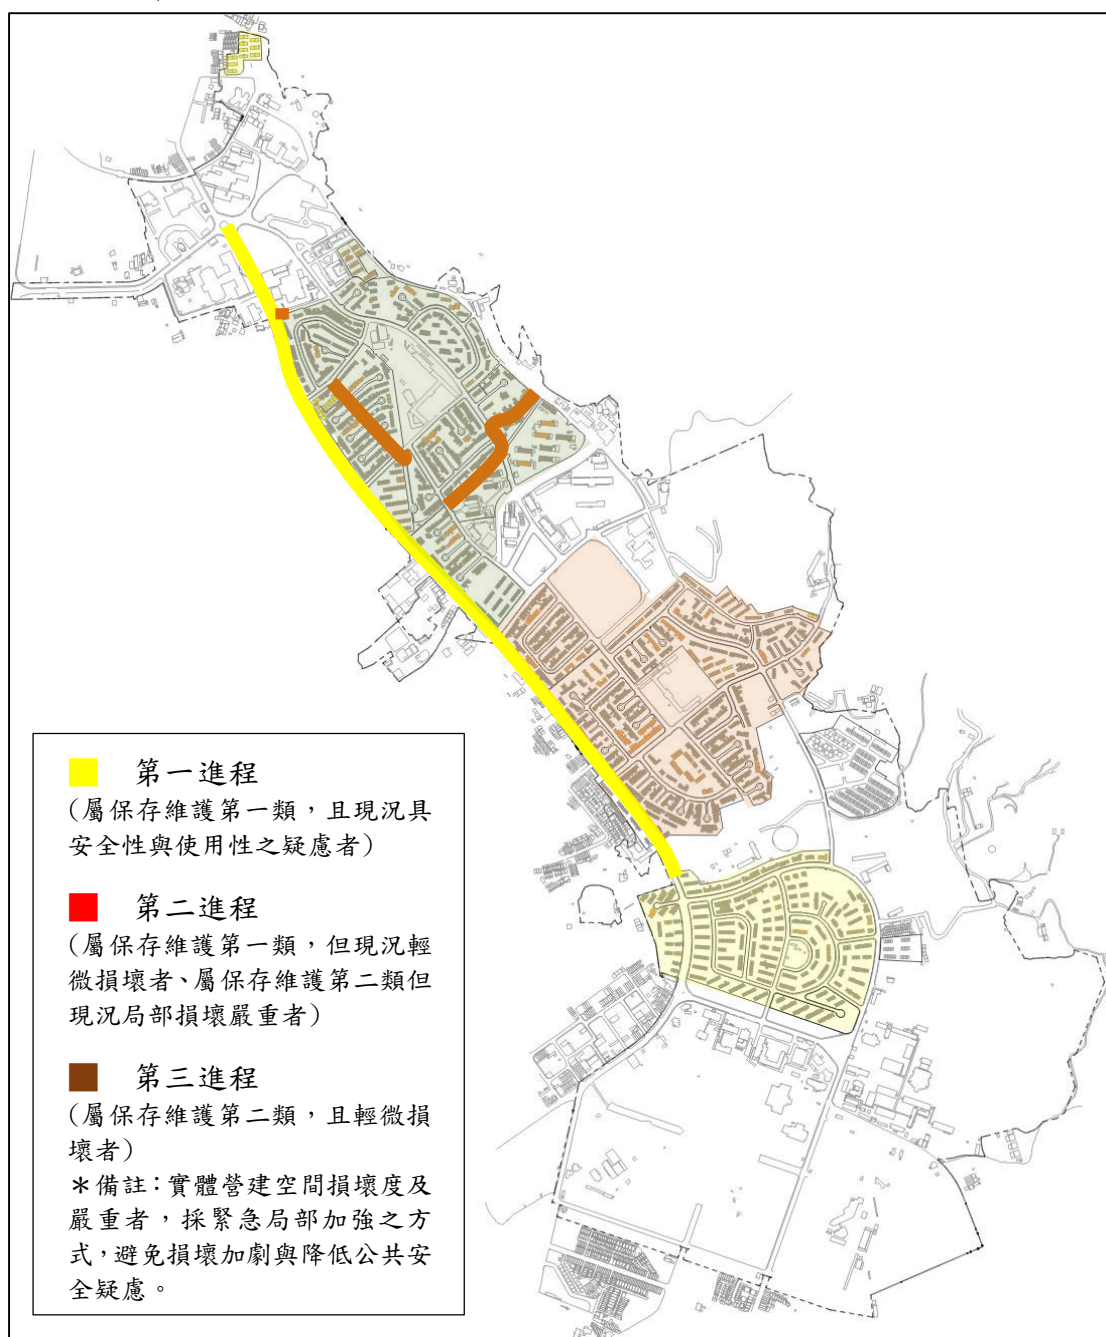 第一進程
(屬保存維護第一類，且現況具
安全性與使用性之疑慮者)
第二進程
(屬保存維護第一類，但現況輕
微損壞者、屬保存維護第二類但
現況局部損壞嚴重者)
第三進程
(屬保存維護第二類，且輕微損
壞者)
＊備註：實體營建空間損壞度及
嚴重者，採緊急局部加強之方
式，避免損壞加劇與降低公共安
全疑慮。